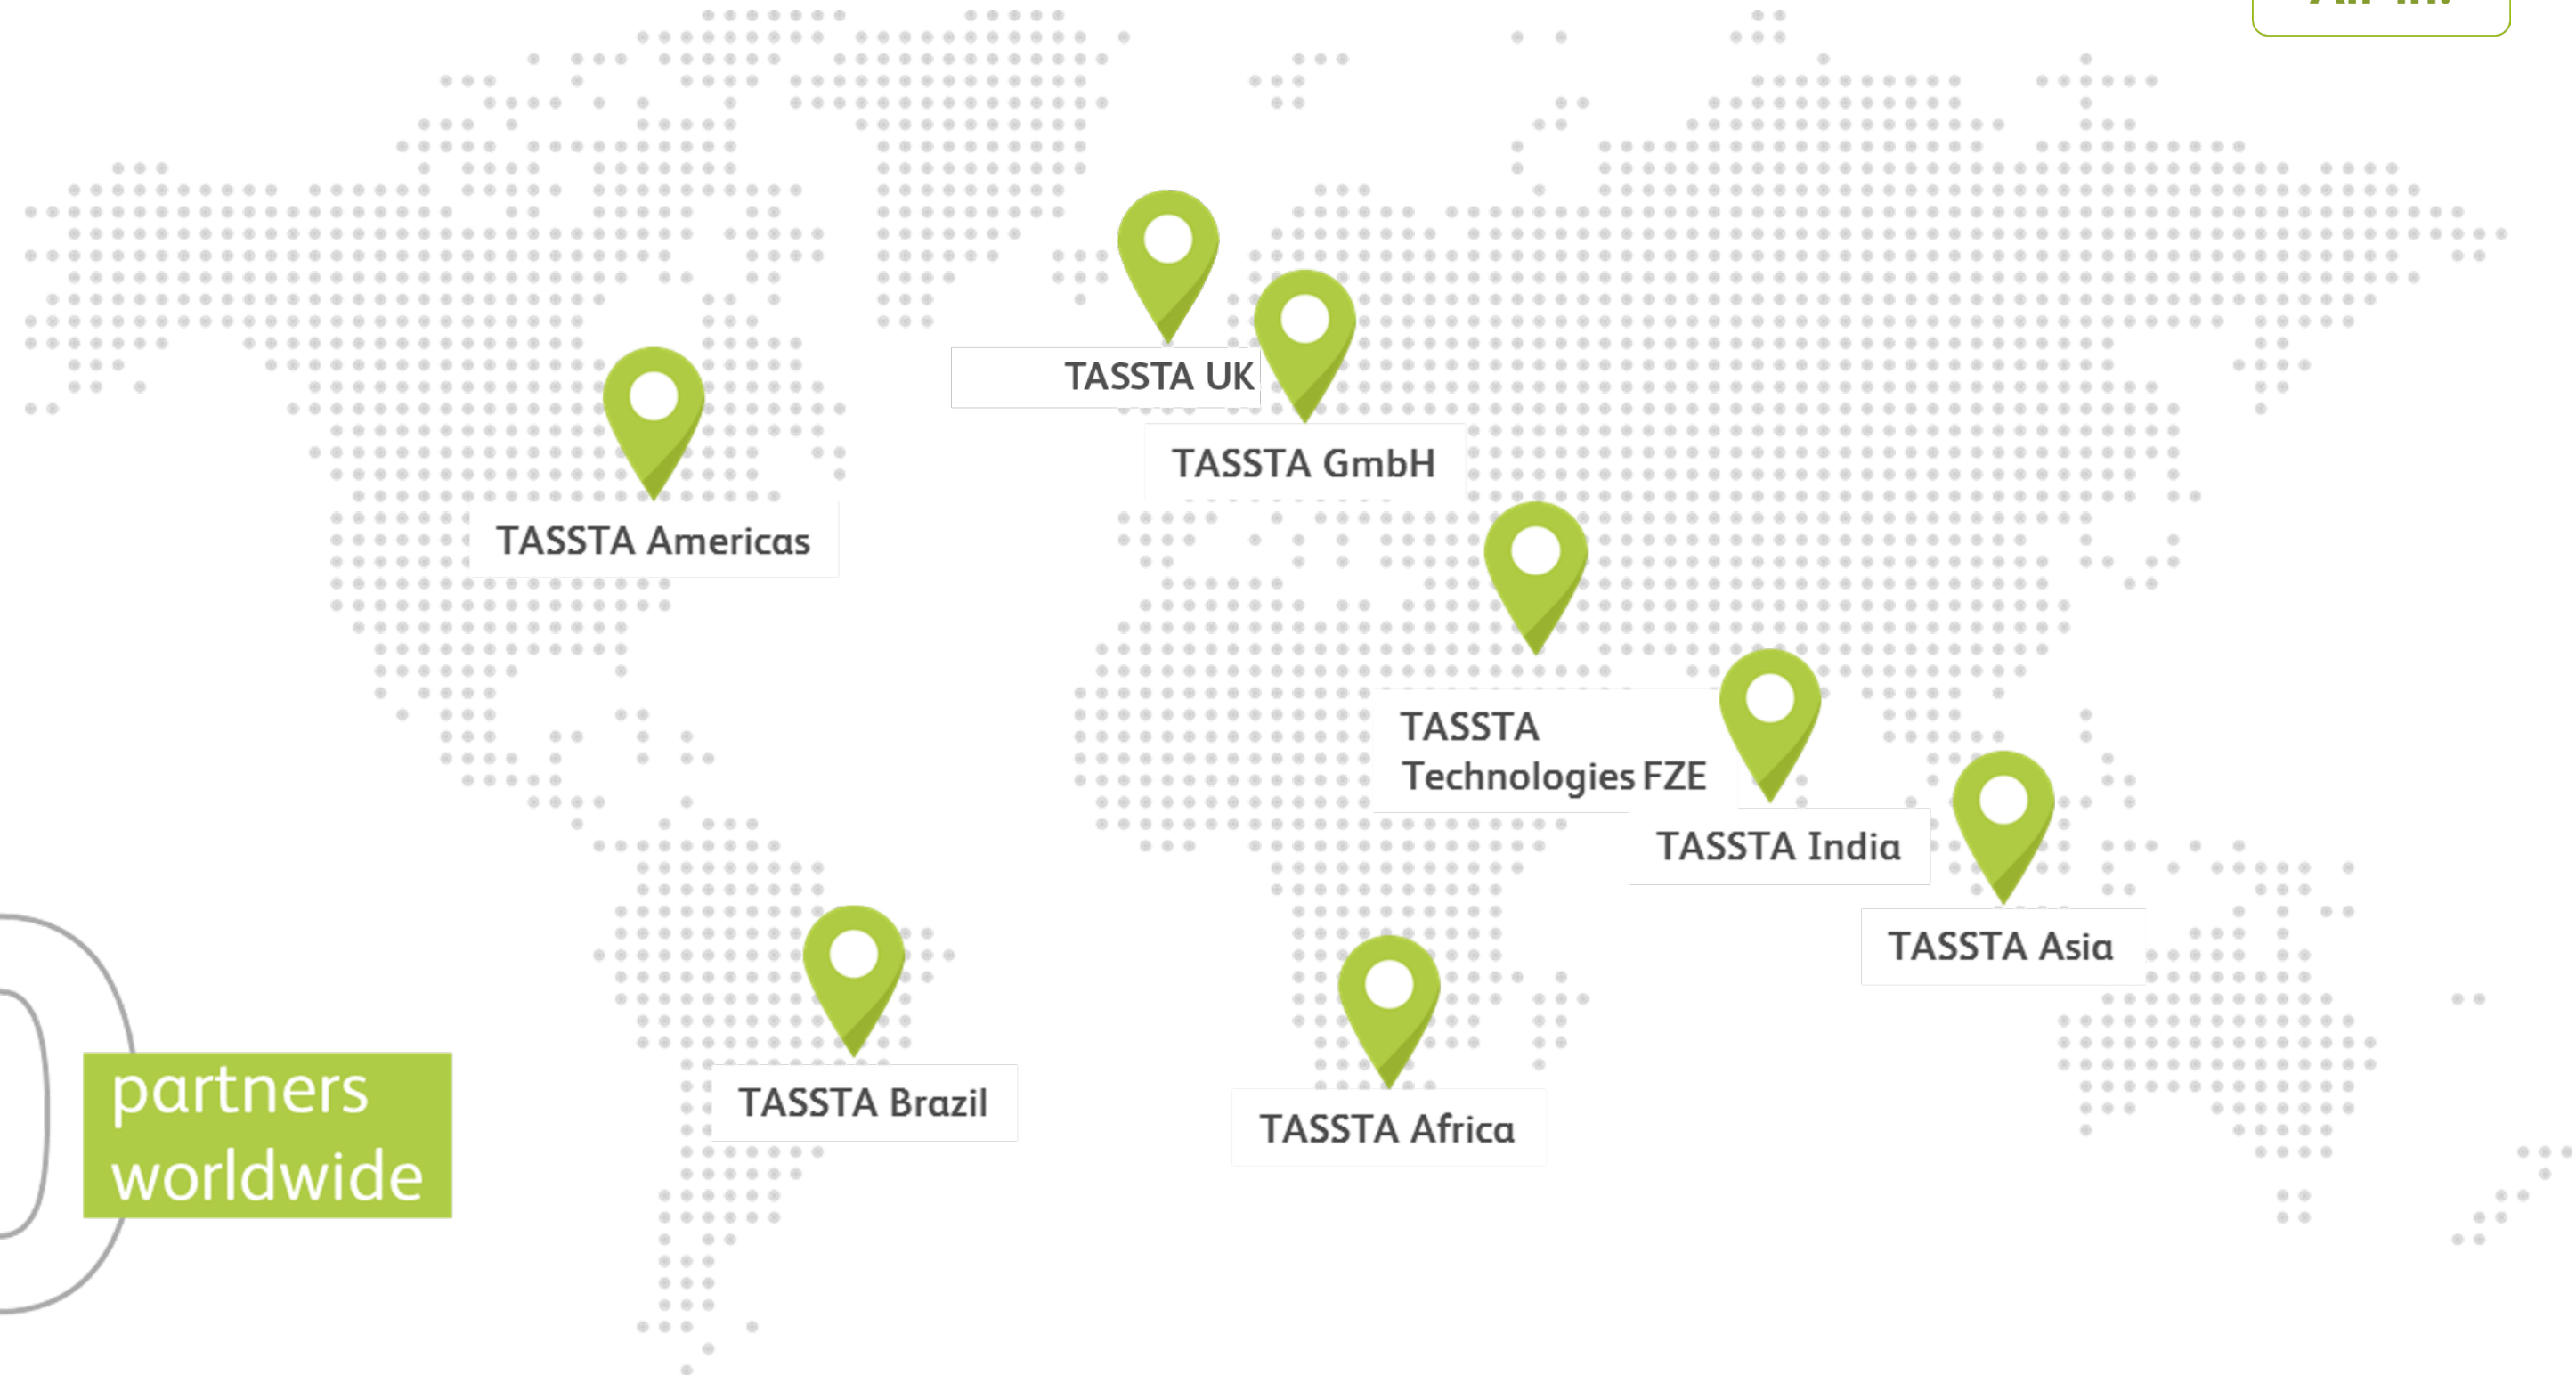 TASSTA UK
TASSTA GmbH
TASSTA Americas
TASSTA
Technologies FZE
TASSTA India
TASSTA Asia
TASSTA Brazil
TASSTA Africa
0
partners
worldwide